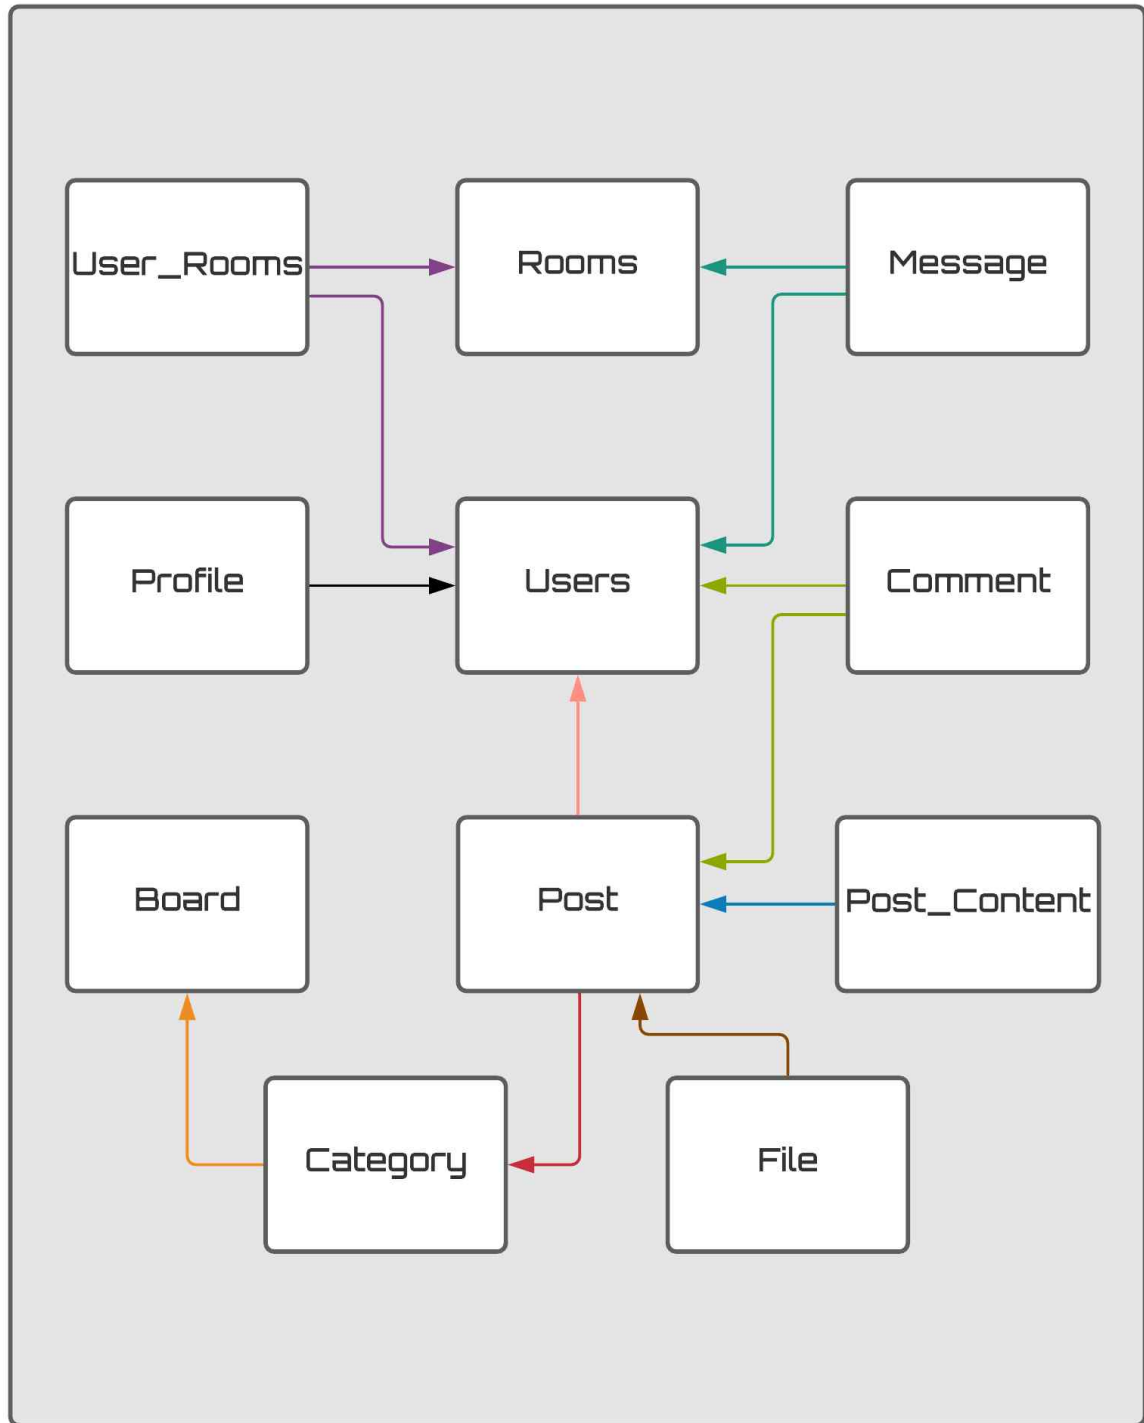 User_Rooms
Rooms
Message
Profile
Users
Comment
Board
Post
Post_Content
Category
File